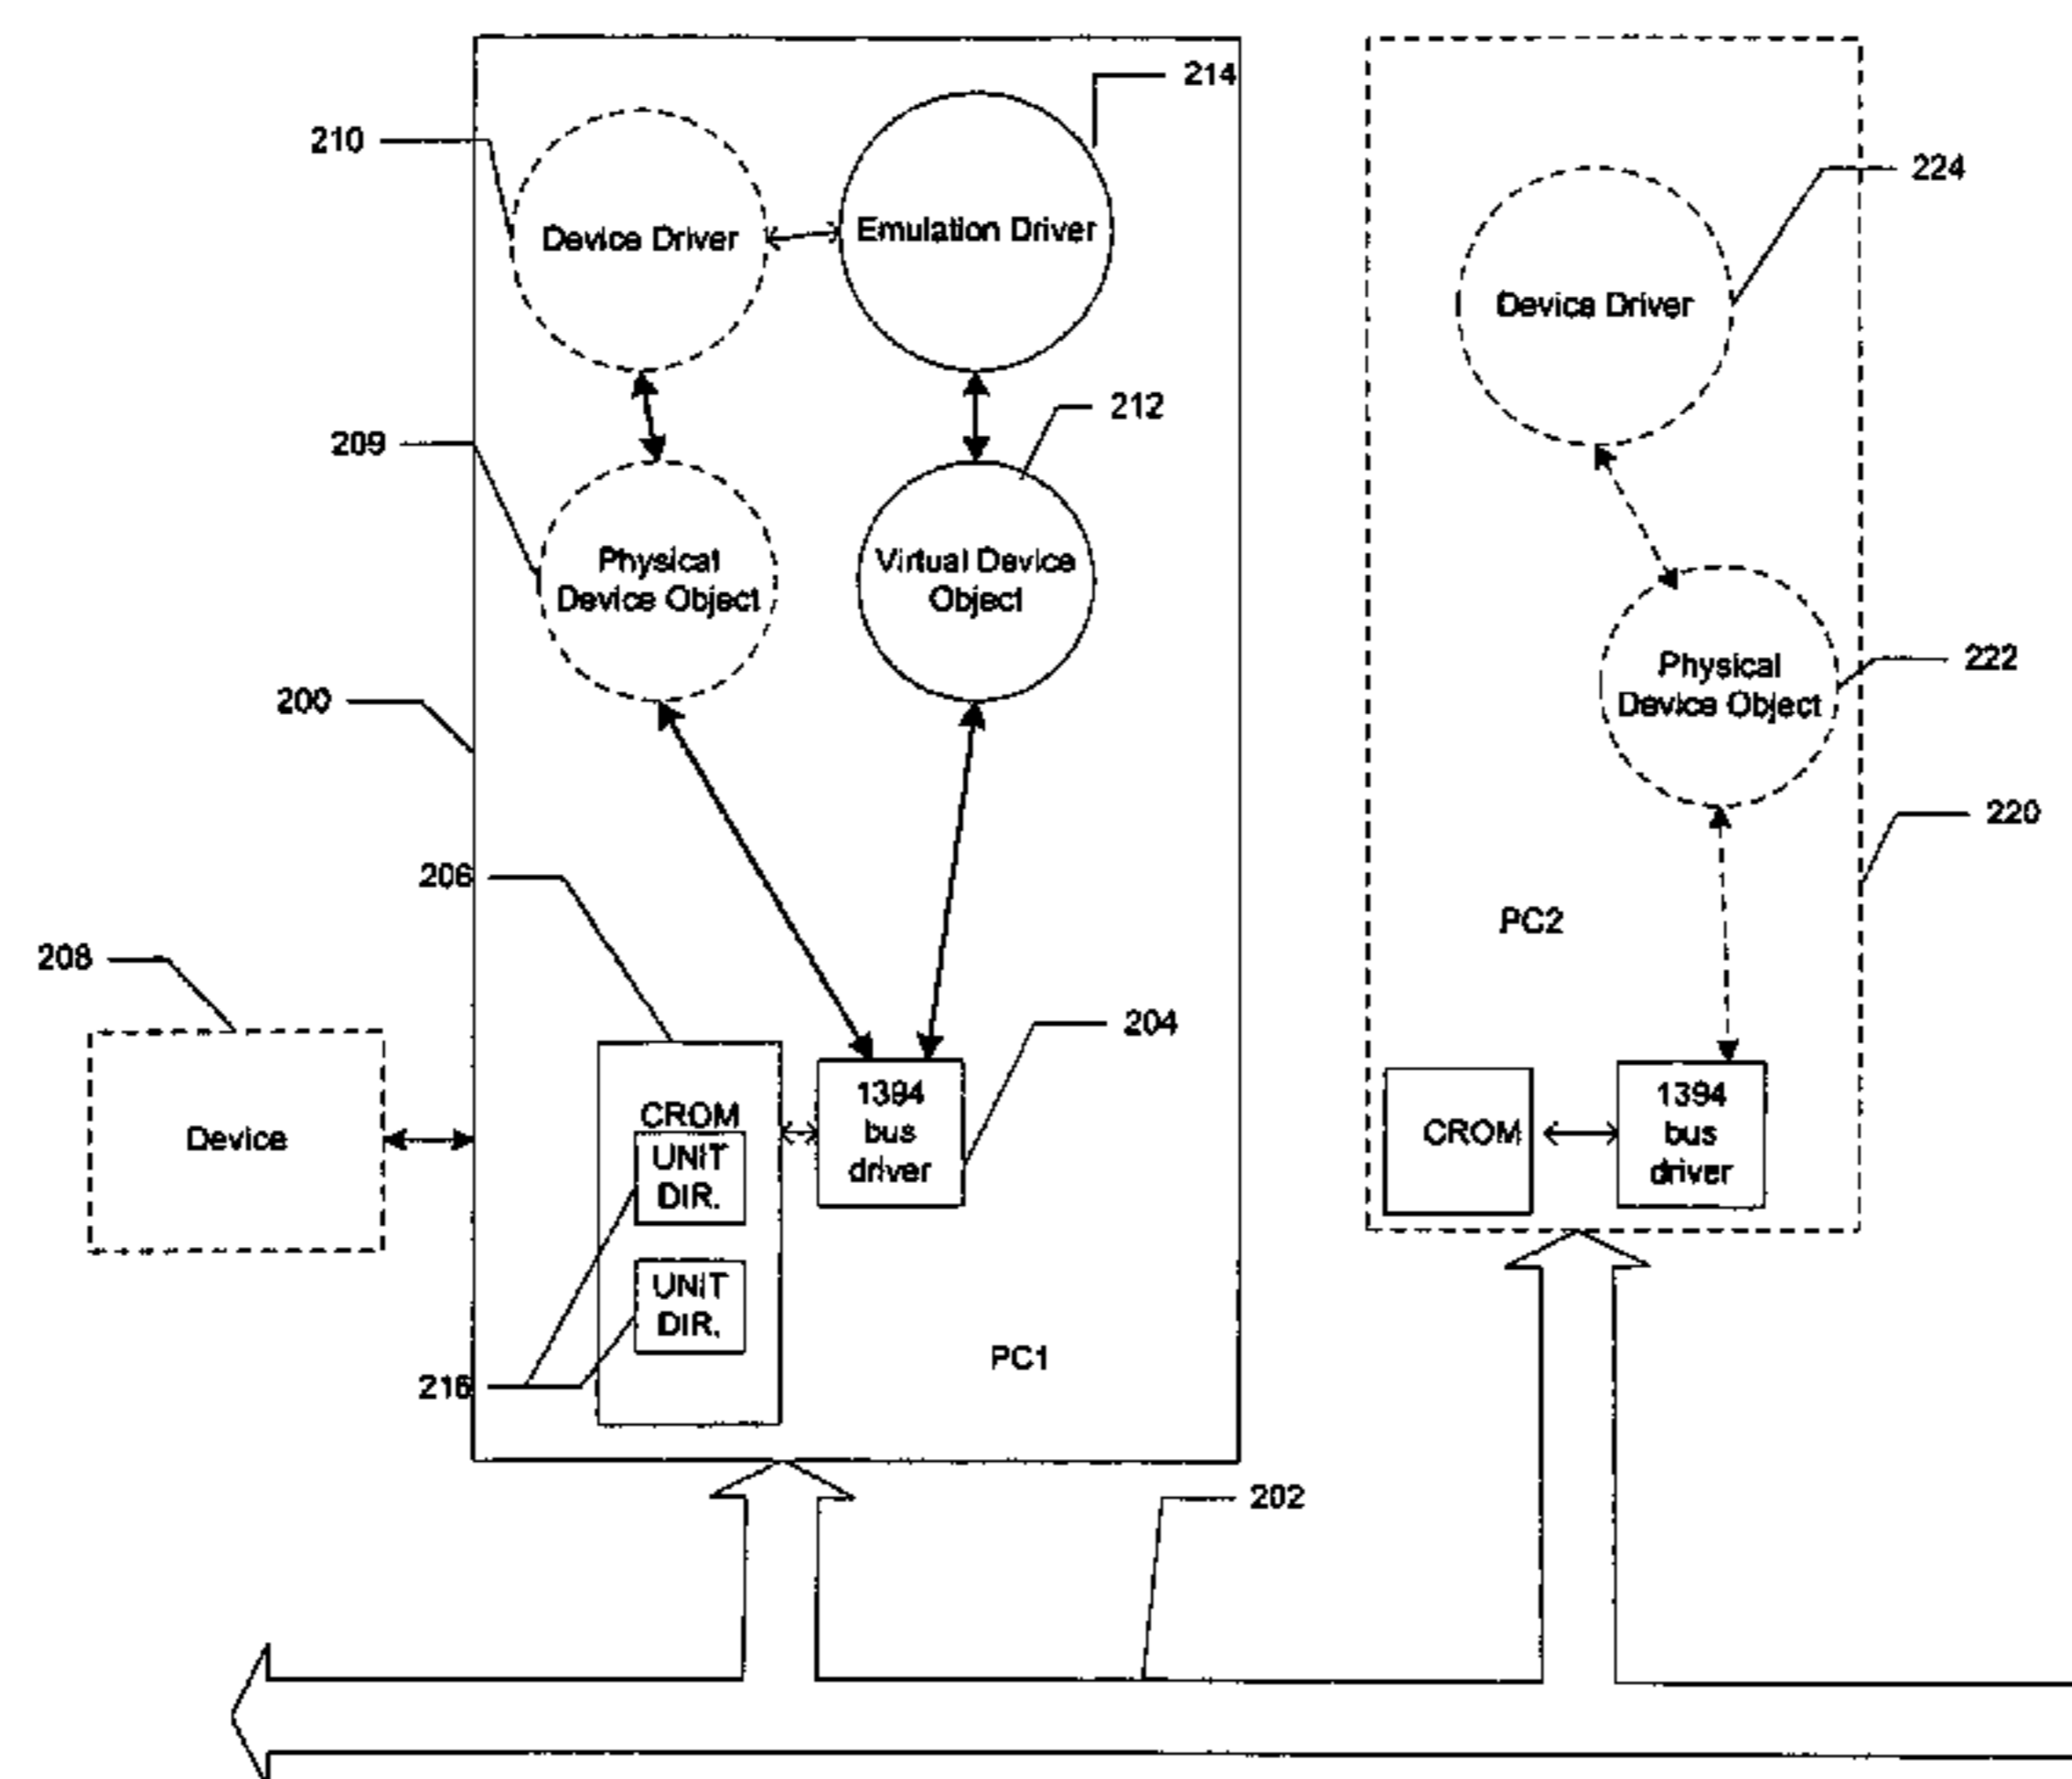 214
210
224
Device Driver
Emulation Driver
Device Driver
212
209
Physical
Device Object
Virtual Device
Object
222
Physical
Device Object
200
220
206
PC2
208
204
Device
CROM
UNIT
DIR.
UNIT
DIR.
1394
bus
driver
CROM
1394
bus
driver
PC1
216
202